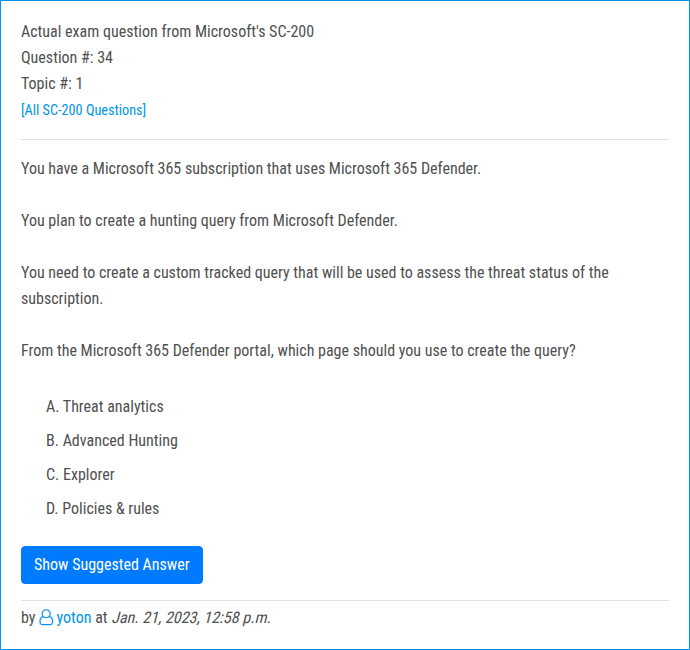 Actual exam question from Microsoft's SC-200
Question #: 34
Topic #: 1
[All SC-200 Questions]
You have a Microsoft 365 subscription that uses Microsoft 365 Defender.
You plan to create a hunting query from Microsoft Defender.
You need to create a custom tracked query that will be used to assess the threat status of the
subscription.
From the Microsoft 365 Defender portal, which page should you use to create the query?
A. Threat analytics
B. Advanced Hunting
C. Explorer
D. Policies & rules
Show Suggested Answer
by yoton at Jan. 21, 2023, 12:58 p.m.